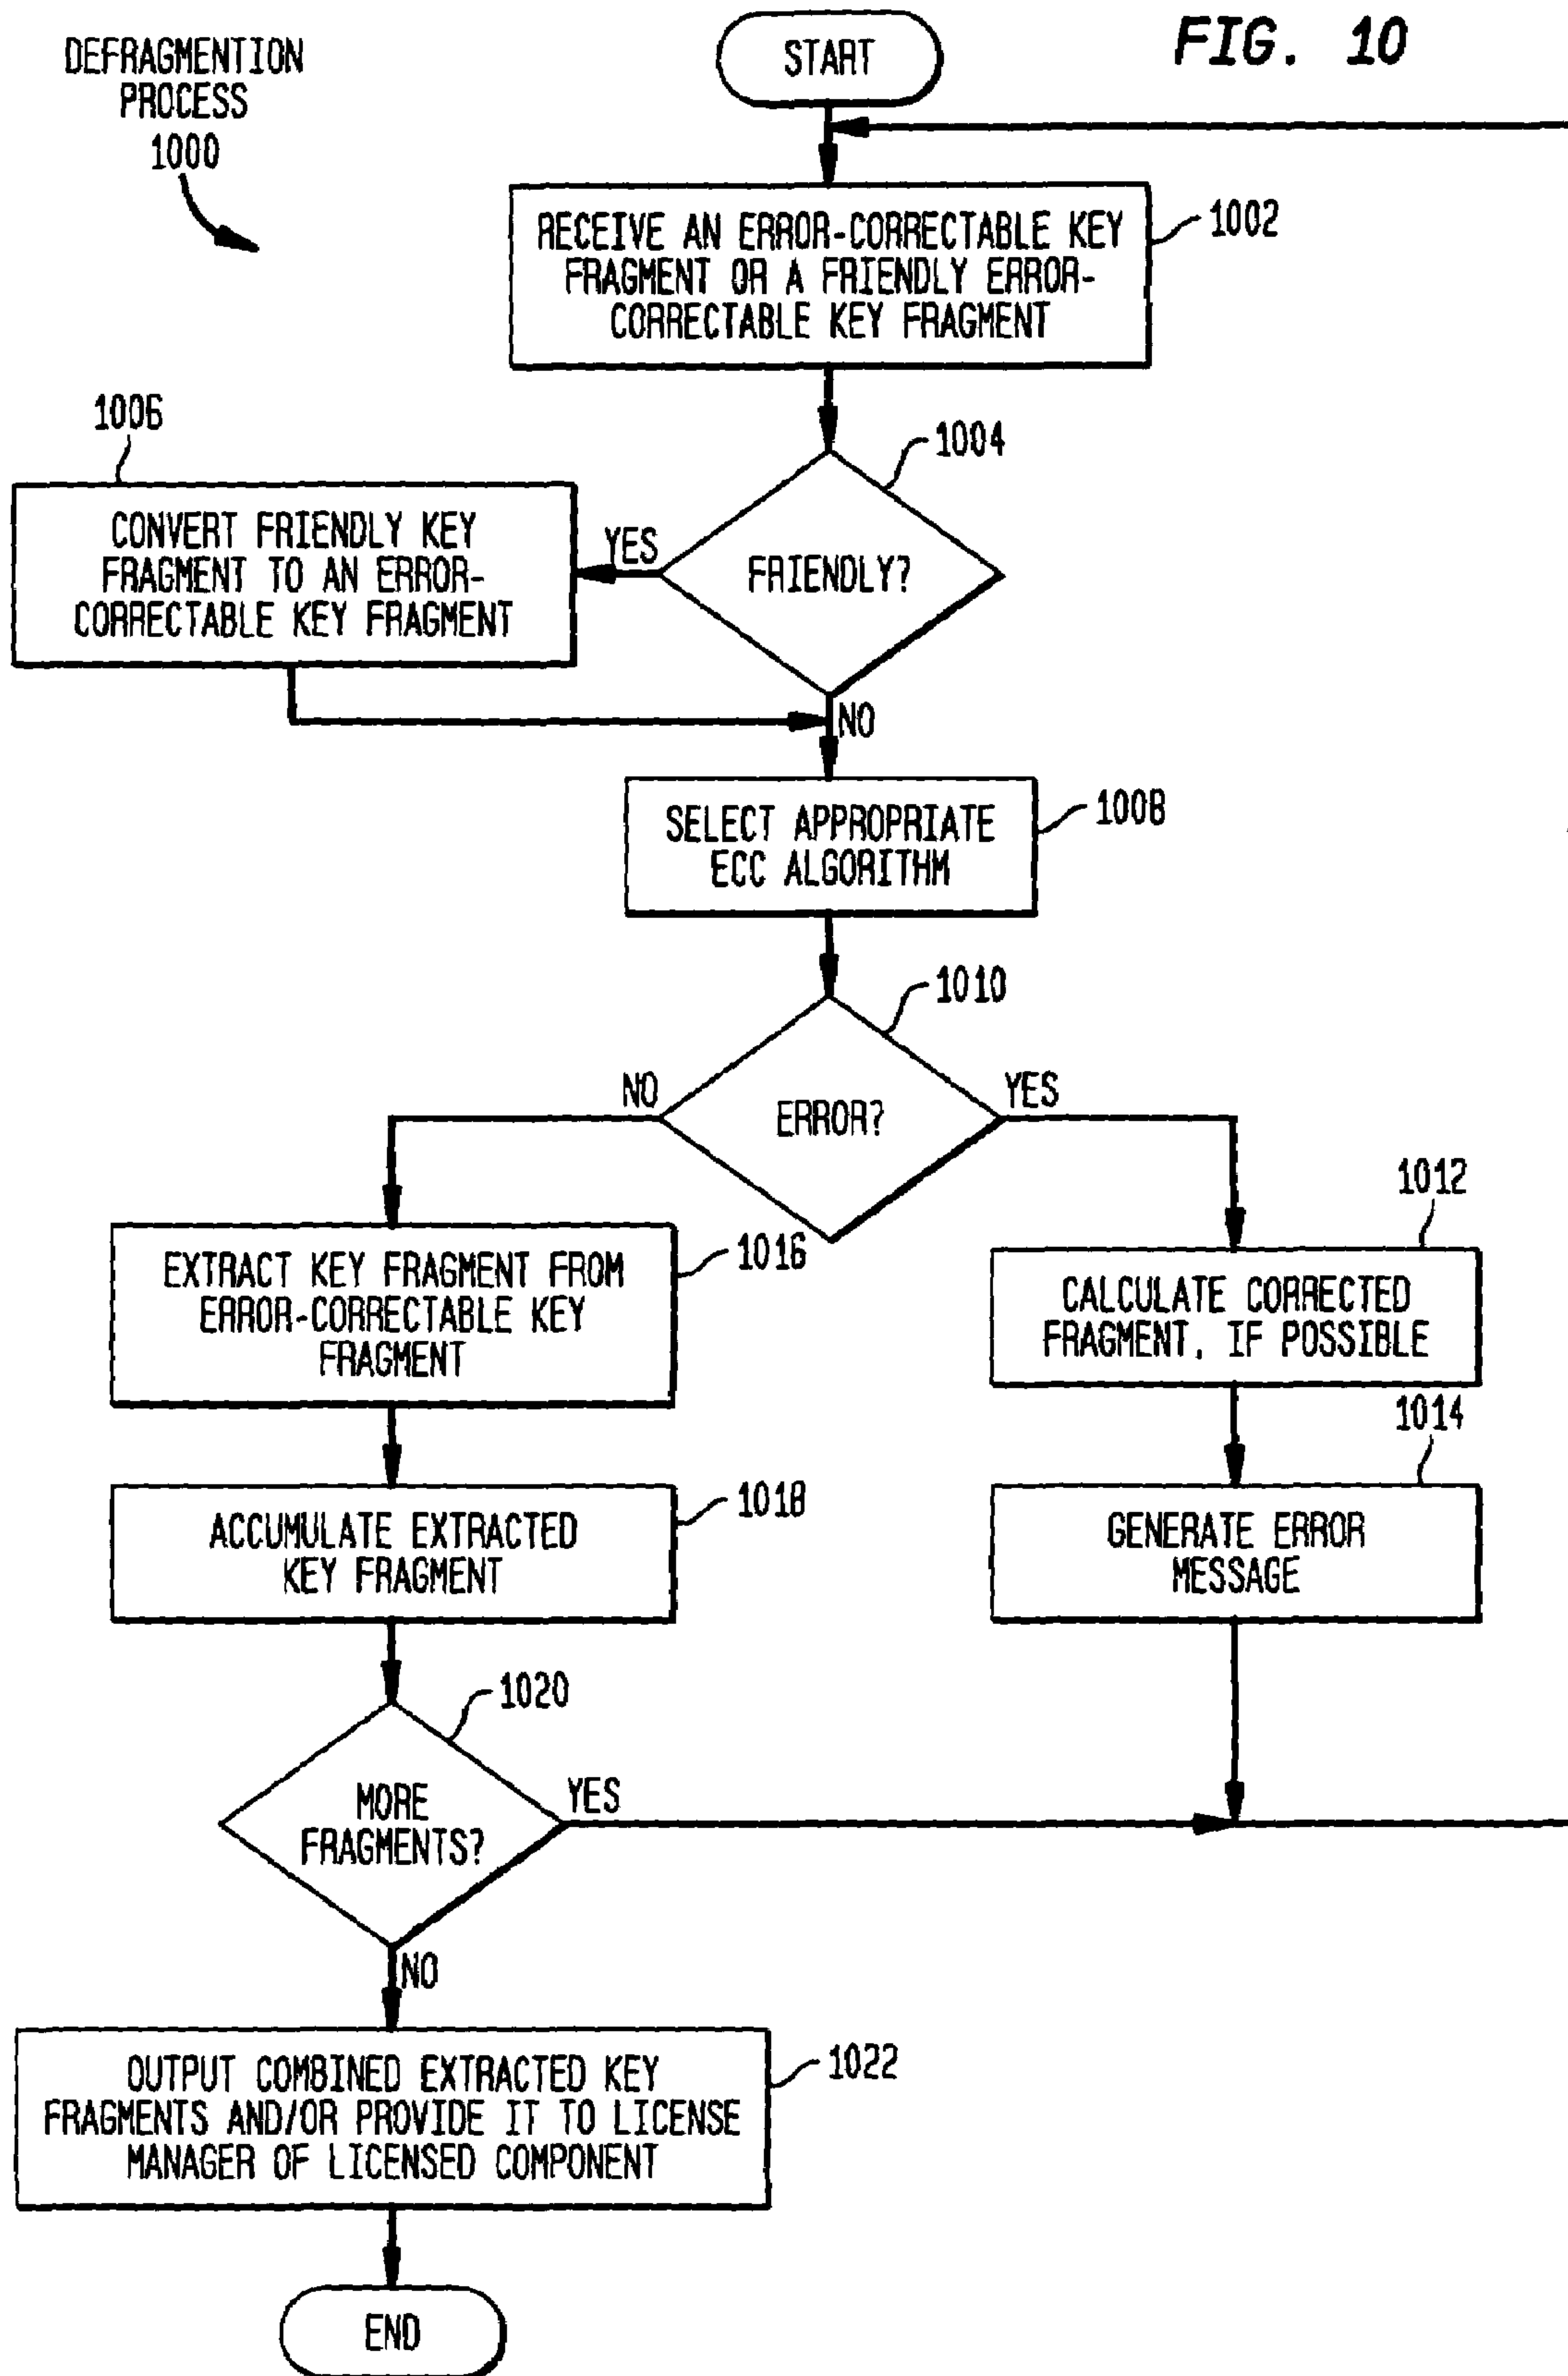 DEFRAGMENTION
PROCESS
1000
FIG. 10
START
RECEIVE AN ERROR-CORRECTABLE KEY
FRAGMENT OR A FRIENDLY ERROR-
CORRECTABLE KEY FRAGMENT
1002
1004
FRIENDLY?
YES
1006
CONVERT FRIENDLY KEY
FRAGMENT TO AN ERROR-
CORRECTABLE KEY FRAGMENT
NO
SELECT APPROPRIATE
ECC ALGORITHM
1008
1010
ERROR?
NO
YES
EXTRACT KEY FRAGMENT FROM
ERROR-CORRECTABLE KEY
FRAGMENT
1016
1012
CALCULATE CORRECTED
FRAGMENT, IF POSSIBLE
ACCUMULATE EXTRACTED
KEY FRAGMENT
1018
1014
GENERATE ERROR
MESSAGE
1020
MORE
FRAGMENTS?
YES
NO
OUTPUT COMBINED EXTRACTED KEY
FRAGMENTS AND/OR PROVIDE IT TO LICENSE
MANAGER OF LICENSED COMPONENT
1022
END